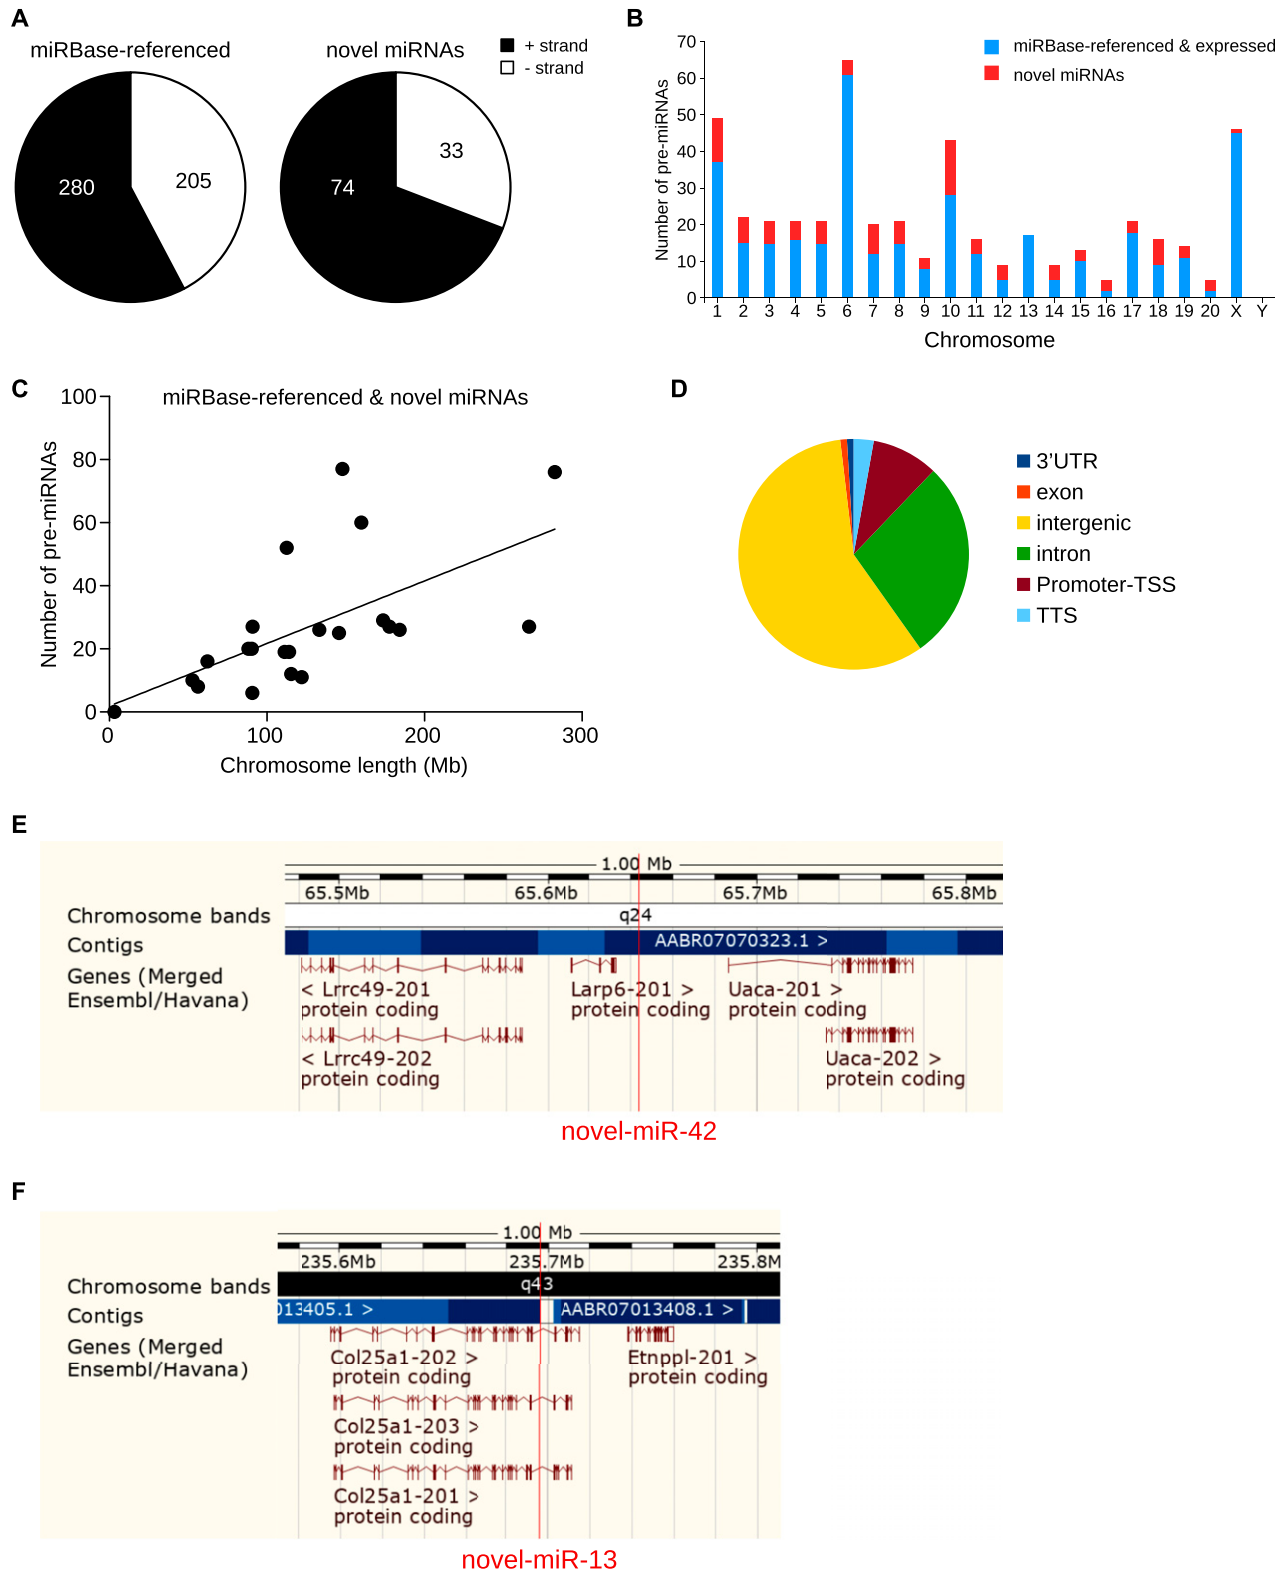 A
miRBase-referenced
novel miRNAs
+ strand
- strand
280
205
74
33
B
Number of pre-miRNAs
70
60
50
40
30
20
10
0
miRBase-referenced & expressed
novel miRNAs
1 2 3 4 5 6 7 8 9 10 11 12 13 14 15 16 17 18 19 20 X Y
Chromosome
C
miRBase-referenced & novel miRNAs
Number of pre-miRNAs
100
80
60
40
20
0
0 100 200 300
Chromosome length (Mb)
D
3’UTR
exon
intergenic
intron
Promoter-TSS
TTS
E
1.00 Mb
65.5Mb 65.6Mb 65.7Mb 65.8Mb
Chromosome bands
q24
Contigs
AABR07070323.1 >
Genes (Merged
Ensembl/Havana)
< Lrrc49-201
protein coding
Larp6-201 >
protein coding
Uaca-201 >
protein coding
< Lrrc49-202
protein coding
Uaca-202 >
protein coding
novel-miR-42
F
1.00 Mb
235.6Mb 235.7Mb 235.8M
Chromosome bands
q43
Contigs
013405.1 >
AABR07013408.1 >
Genes (Merged
Ensembl/Havana)
Col25a1-202 >
protein coding
Etnppl-201 >
protein coding
Col25a1-203 >
protein coding
Col25a1-201 >
protein coding
novel-miR-13